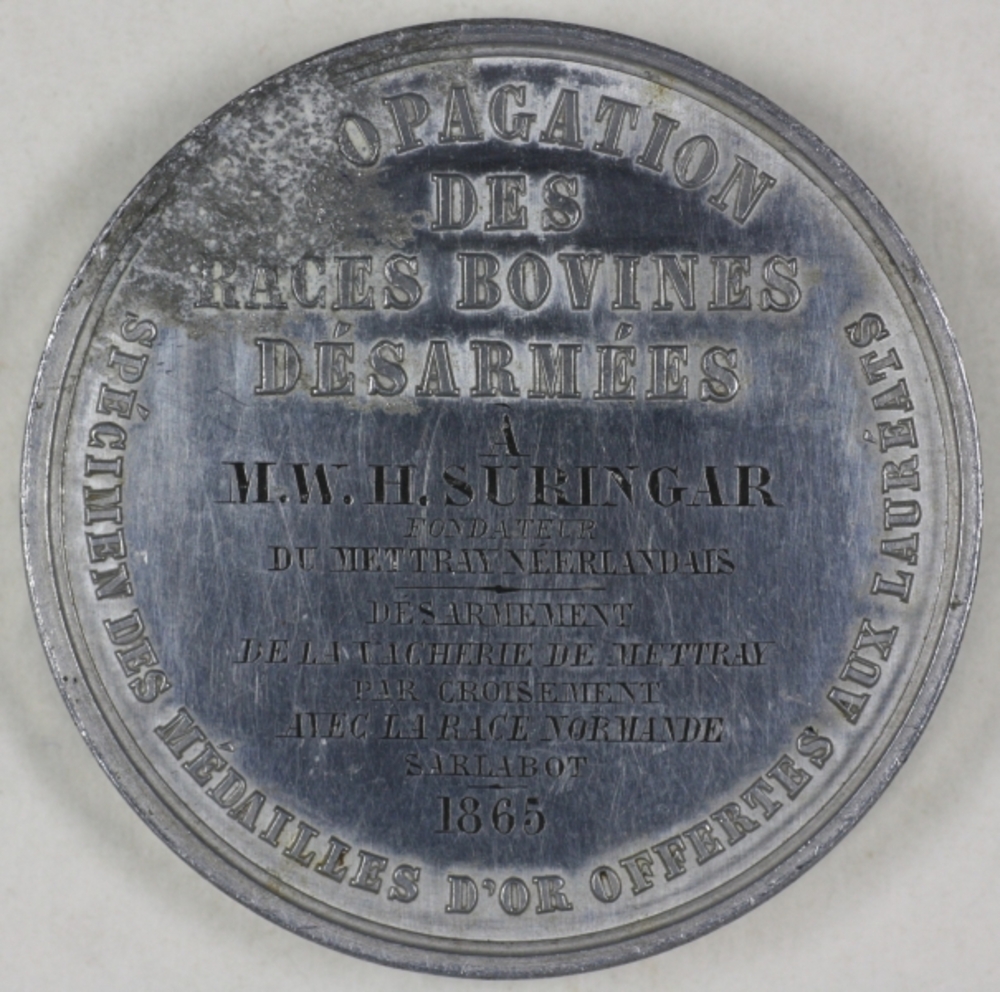 OPAGATION
DES
RACES BOVINES
DÉSARMÉES
À
M.W. H. SURINGAR
FONDATEUR
DU METTRAY NÉERLANDAIS
DÉSARMEMENT
DE LA VACHERIE DE METTRAY
PAR CROISEMENT
AVEC LA RACE NORMANDE
SARLABOT
1865
SPÉCIMEN DES MÉDAILLES D'OR OFFERTES AUX LAURÉATS